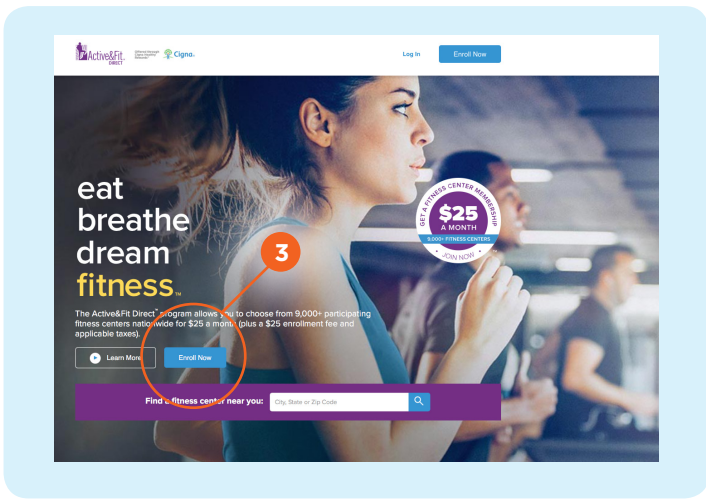 Active&Fit
DIRECT
Cigna
Log In
Enroll Now
eat
breathe
dream
fitness™
GET A FITNESS CENTER MEMBERSHIP
$25
A MONTH
9,000+ FITNESS CENTERS
• JOIN NOW •
3
The Active&Fit Direct™ program allows you to choose from 9,000+ participating
fitness centers nationwide for $25 a month (plus a $25 enrollment fee and
applicable taxes).
Learn More
Enroll Now
Find a fitness center near you:
City, State or Zip Code